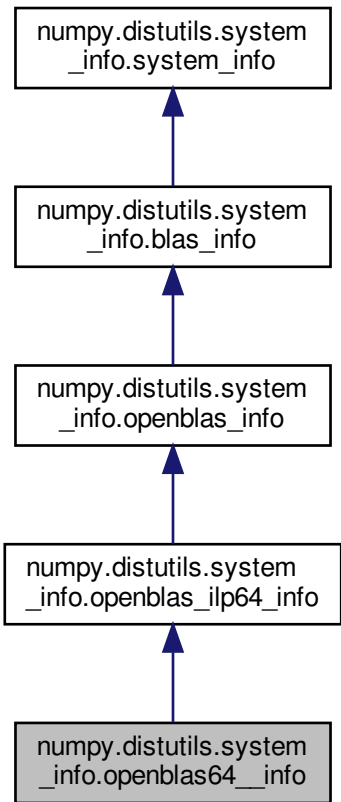 numpy.distutils.system
_info.system_info
numpy.distutils.system
_info.blas_info
numpy.distutils.system
_info.openblas_info
numpy.distutils.system
_info.openblas_ilp64_info
numpy.distutils.system
_info.openblas64__info